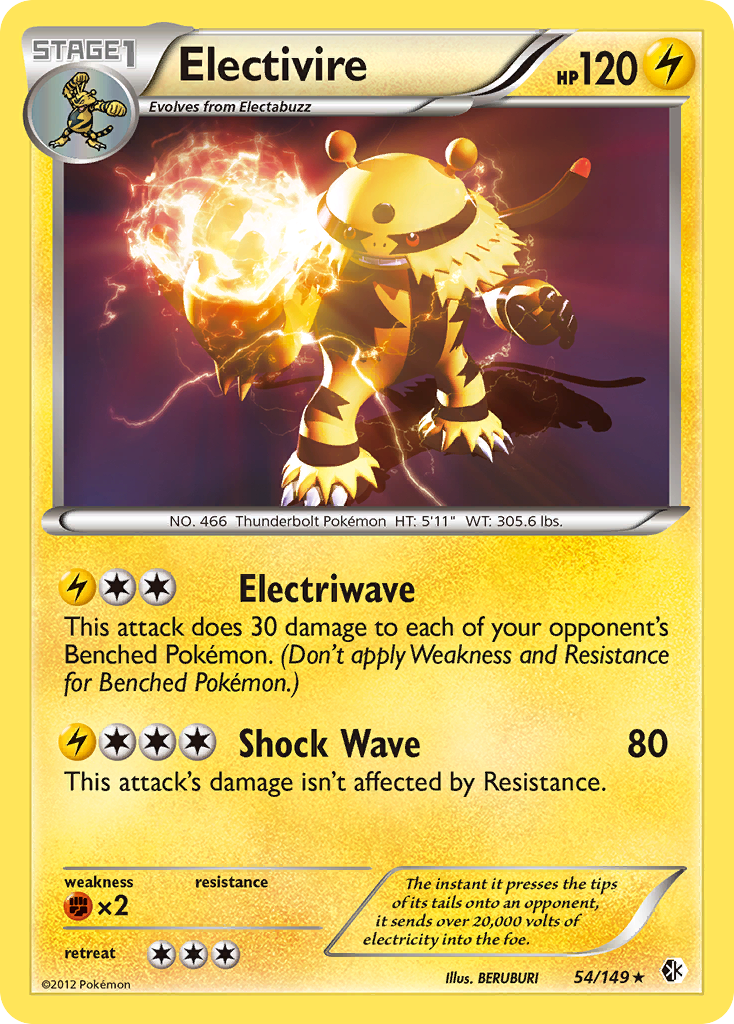 STAGE1
Electivire
HP120
Evolves from Electabuzz
NO. 466 Thunderbolt Pokémon HT: 5'11" WT: 305.6 lbs.
Electriwave
This attack does 30 damage to each of your opponent's
Benched Pokémon. (Don't apply Weakness and Resistance
for Benched Pokémon.)
Shock Wave 80
This attack's damage isn't affected by Resistance.
weakness resistance
×2
retreat
The instant it presses the tips
of its tails onto an opponent,
it sends over 20,000 volts of
electricity into the foe.
©2012 Pokémon
Illus. BERUBURI 54/149 ★